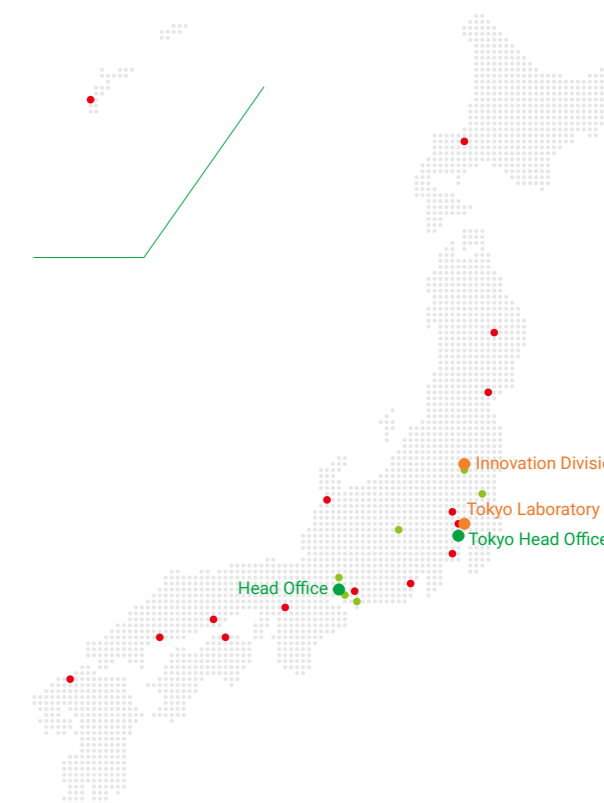 Innovation Divisi
Tokyo Laboratory
Tokyo Head Office
Head Office